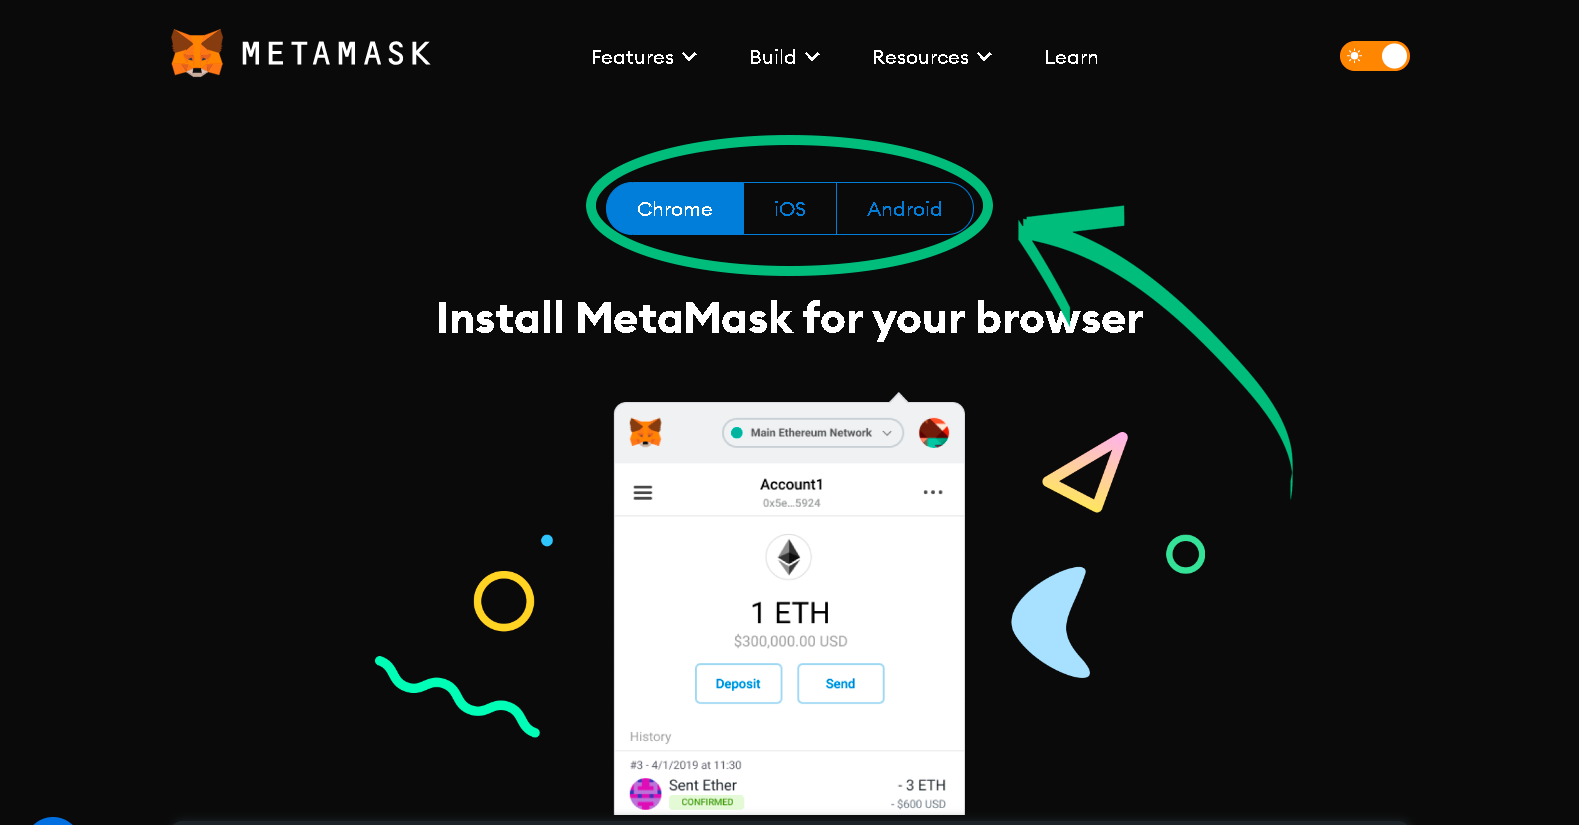 METAMASK
Features Build Resources Learn
Chrome iOS Android
Install MetaMask for your browser
Main Ethereum Network
Account1
0x5e...5924
1 ETH
$300,000.00 USD
Deposit Send
History
#3 - 4/1/2019 at 11:30
Sent Ether - 3 ETH
CONFIRMED - $600 USD